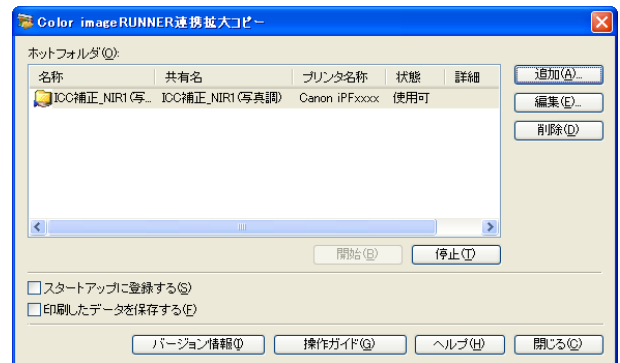 Color imageRUNNER連携拡大コピー
ホットフォルダ(O):
名称 共有名 プリンタ名称 状態 詳細
ICC補正_NIR1(写... ICC補正_NIR1(写真調) Canon iPFxxxx 使用可
追加(A)...
編集(E)...
削除(D)
開始(B) 停止(T)
スタートアップに登録する(S)
印刷したデータを保存する(F)
バージョン情報(I) 操作ガイド(G) ヘルプ(H) 閉じる(C)